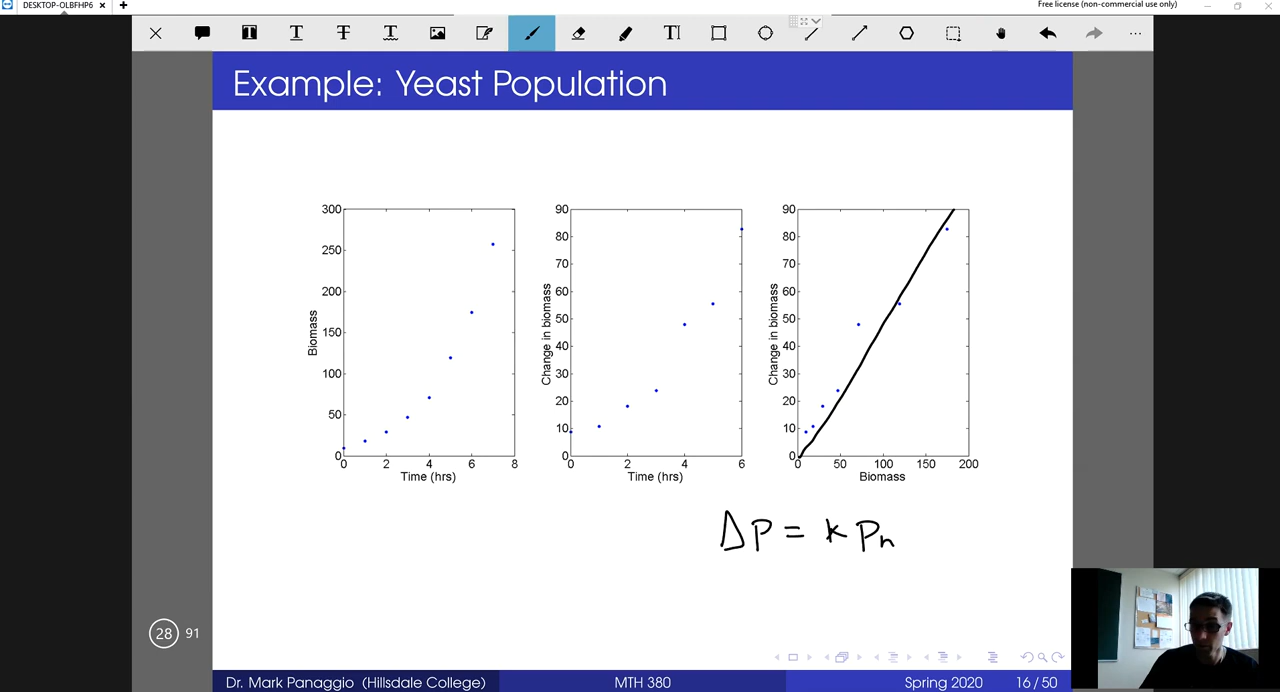 DESKTOP-OLBFHP6
Free license (non-commercial use only)
Example: Yeast Population
300
250
200
150
100
50
0
Biomass
0 2 4 6 8
Time (hrs)
90
80
70
60
50
40
30
20
10
0
Change in biomass
0 2 4 6
Time (hrs)
90
80
70
60
50
40
30
20
10
0
Change in biomass
0 50 100 150 200
Biomass
ΔP = k Pn
28 91
Dr. Mark Panaggio (Hillsdale College) MTH 380 Spring 2020 16 / 50